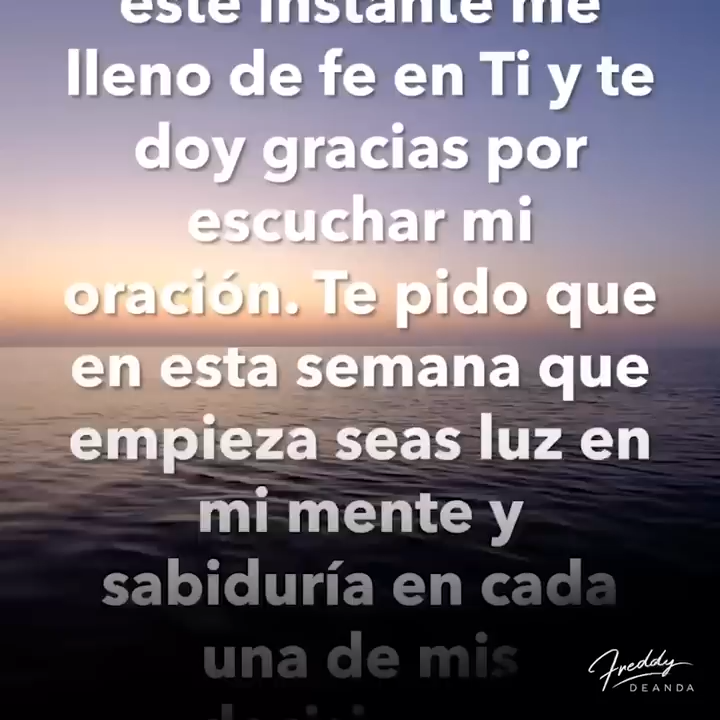 este instante me
lleno de fe en Ti y te
doy gracias por
escuchar mi
oración. Te pido que
en esta semana que
empieza seas luz en
mi mente y
sabiduría en cada
una de mis
Freddy
DEANDA